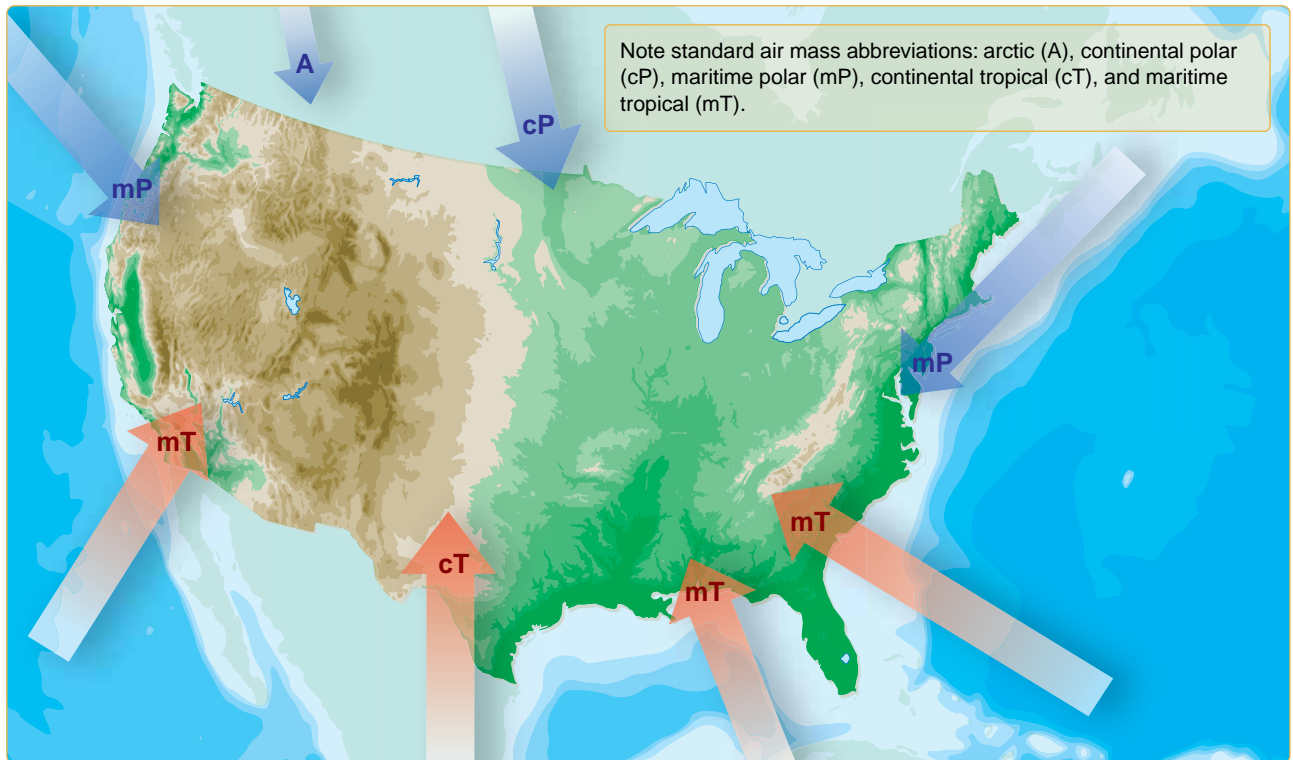 Note standard air mass abbreviations: arctic (A), continental polar
(cP), maritime polar (mP), continental tropical (cT), and maritime
tropical (mT).
A
cP
mP
mP
mT
mT
cT
mT